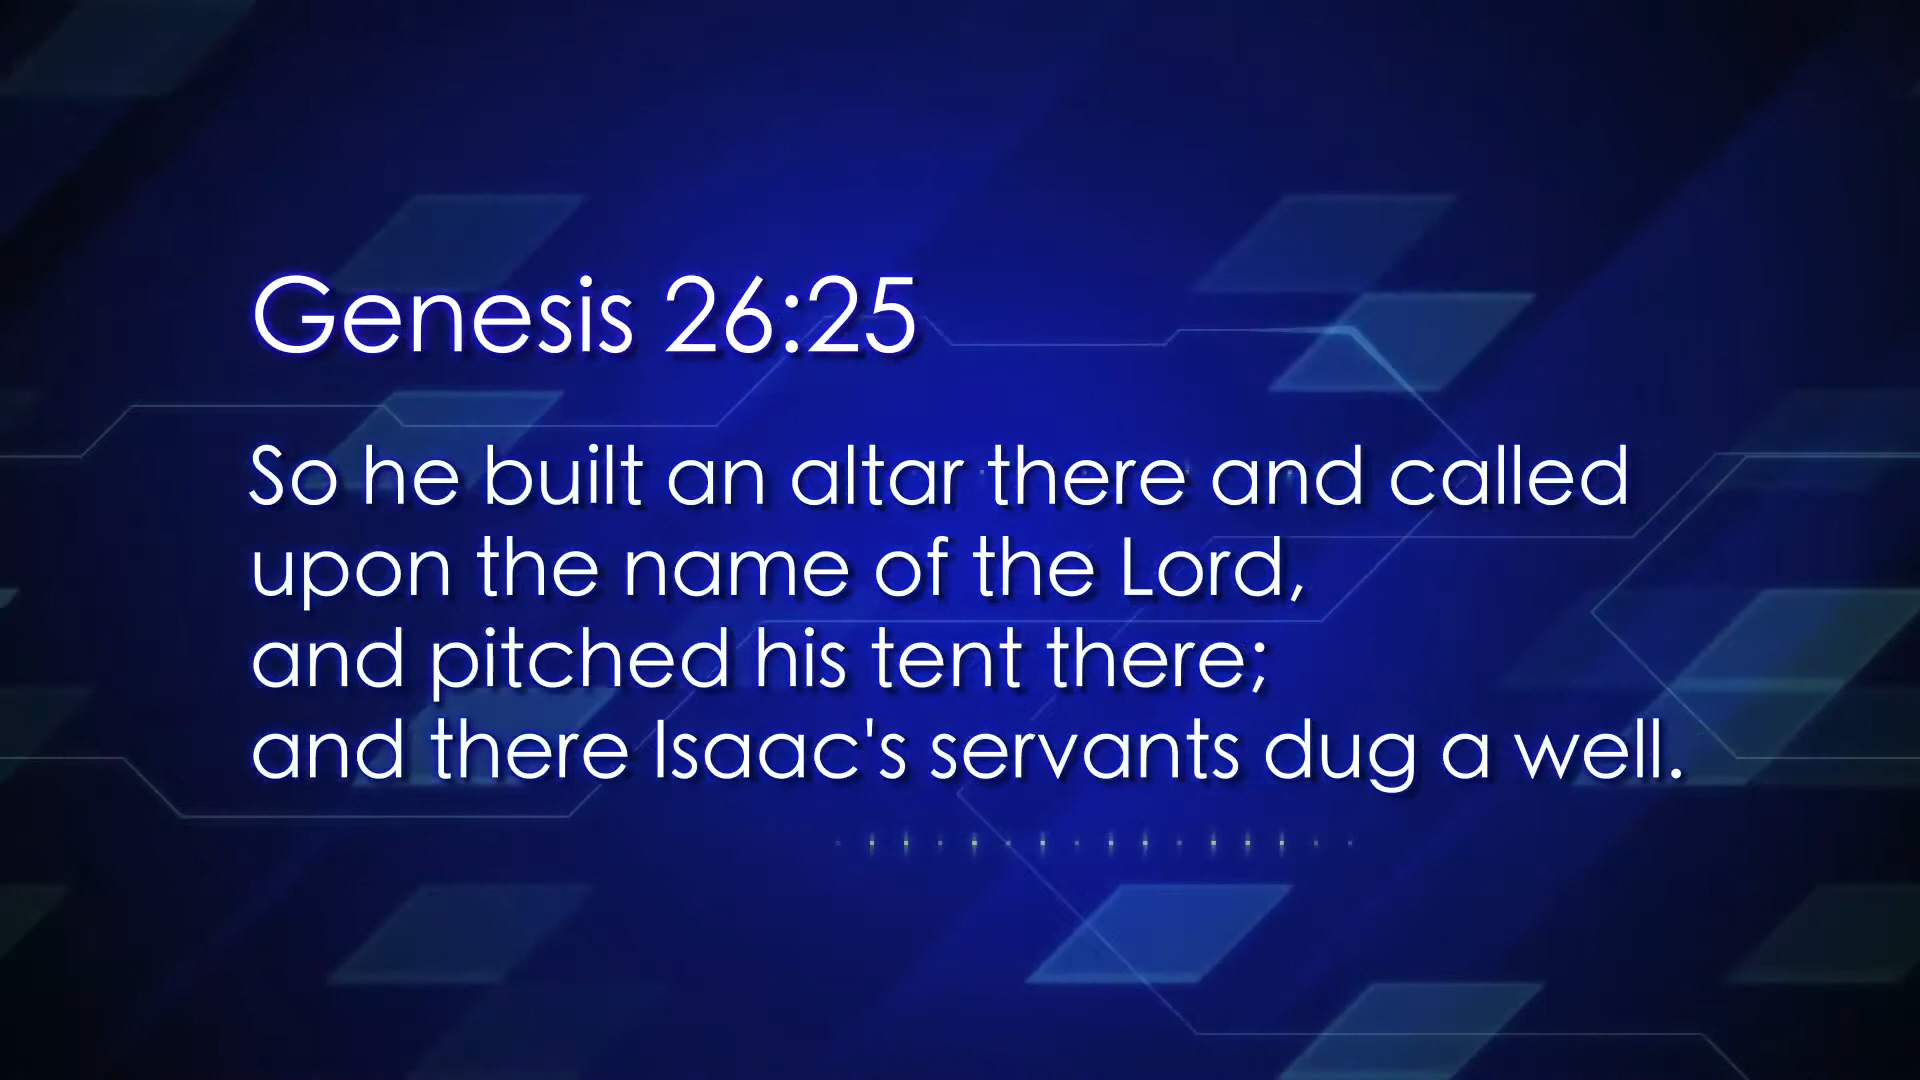 Genesis 26:25
So he built an altar there and called
upon the name of the Lord,
and pitched his tent there;
and there Isaac's servants dug a well.